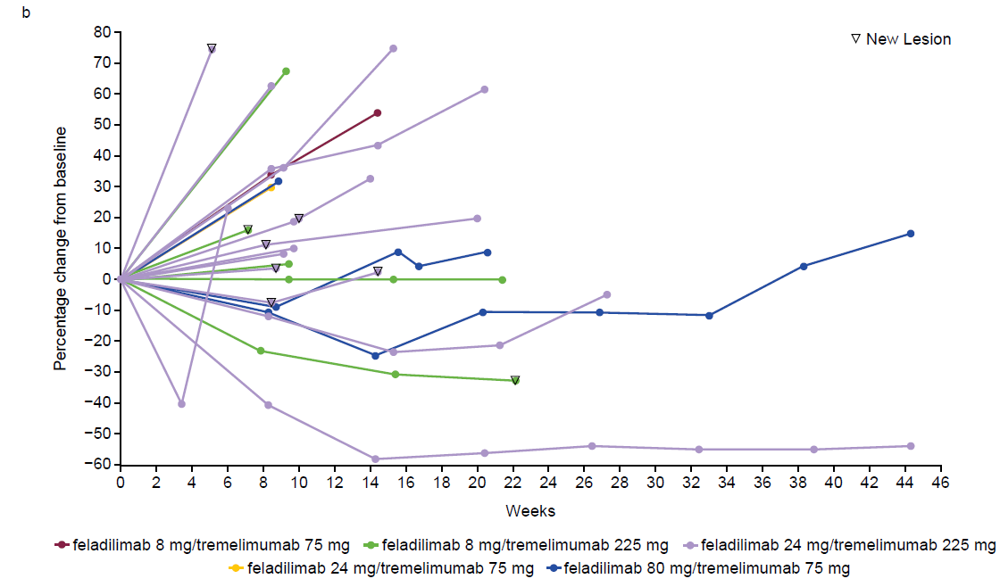 b
80
70
60
50
40
30
20
10
0
−10
−20
−30
−40
−50
−60
Percentage change from baseline
▽ New Lesion
0 2 4 6 8 10 12 14 16 18 20 22 24 26 28 30 32 34 36 38 40 42 44 46
Weeks
feladilimab 8 mg/tremelimumab 75 mg feladilimab 8 mg/tremelimumab 225 mg feladilimab 24 mg/tremelimumab 225 mg
feladilimab 24 mg/tremelimumab 75 mg feladilimab 80 mg/tremelimumab 75 mg